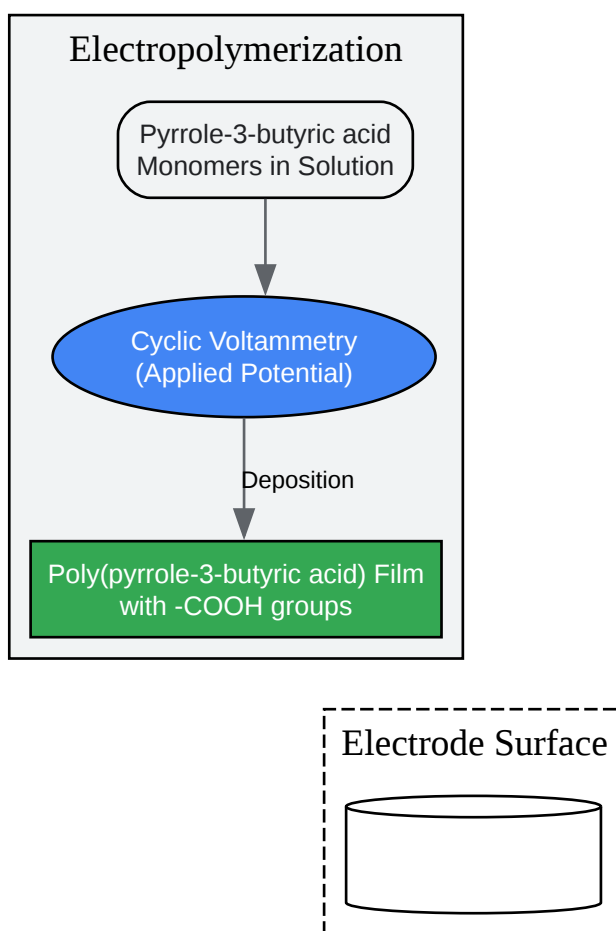 Electropolymerization
Pyrrole-3-butyric acid
Monomers in Solution
Cyclic Voltammetry
(Applied Potential)
Deposition
Poly(pyrrole-3-butyric acid) Film
with -COOH groups
Electrode Surface